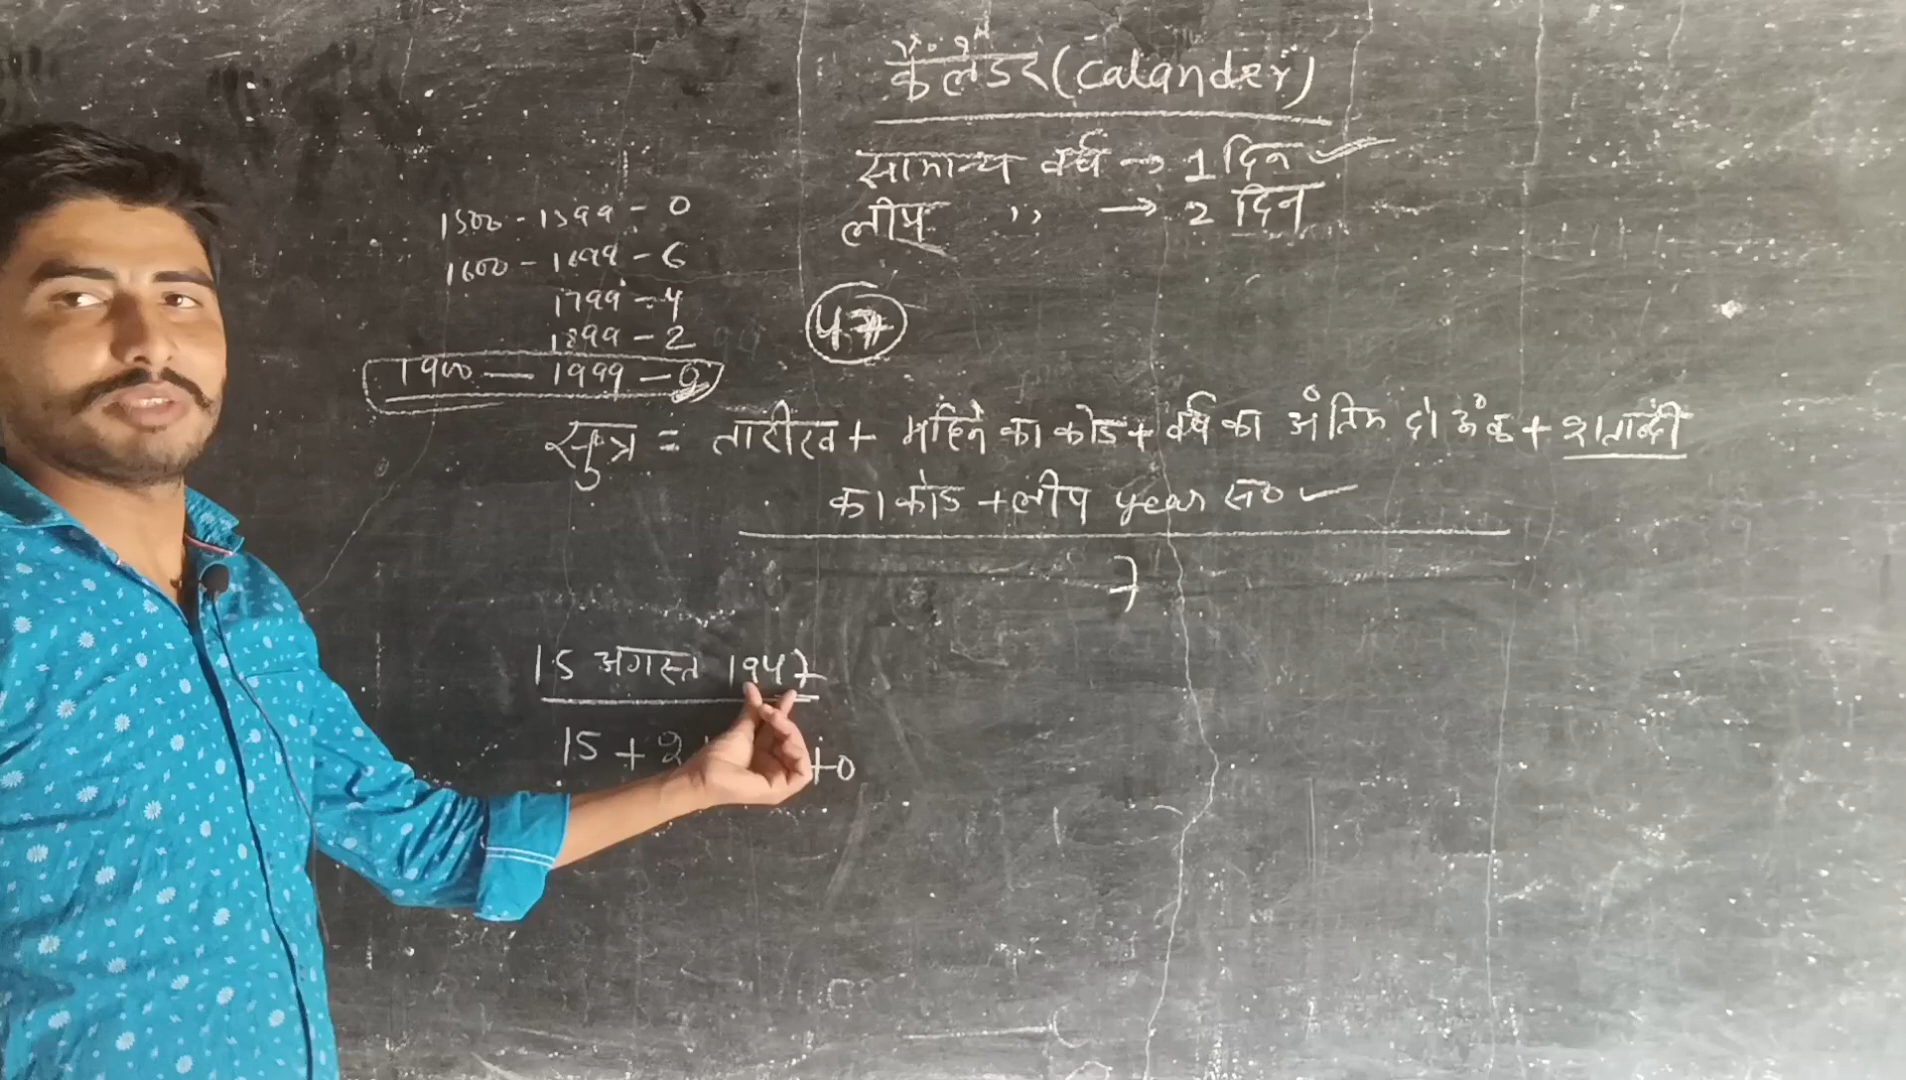 कैलेंडर (Calander)
सामान्य वर्ष → 1 दिन ✓
लीप " → 2 दिन
1500 - 1599 - 0
1600 - 1699 - 6
1799 - 4
1899 - 2
1900 — 1999 - 0
47
सुत्र = तारीख + महिने का कोड + वर्ष का अंतिम दो अंक + शताब्दी
का कोड + लीप year सं० ✓
7
15 अगस्त 1947
15 + 2 +0